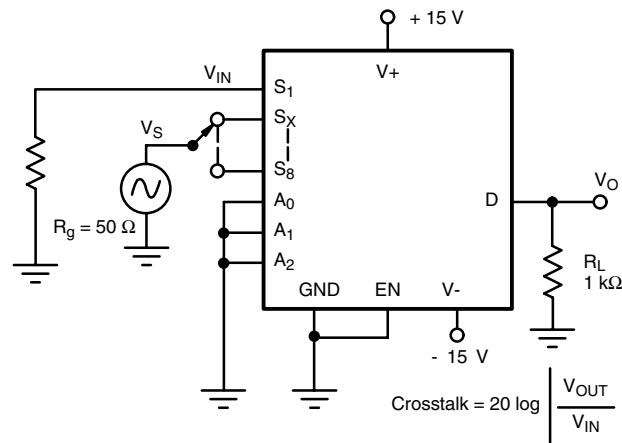 + 15 V
V+
VIN
S1
SX
VS
S8
A0
D
VO
Rg = 50 Ω
A1
A2
RL
1 kΩ
GND EN V-
- 15 V
Crosstalk = 20 log
VOUT
VIN